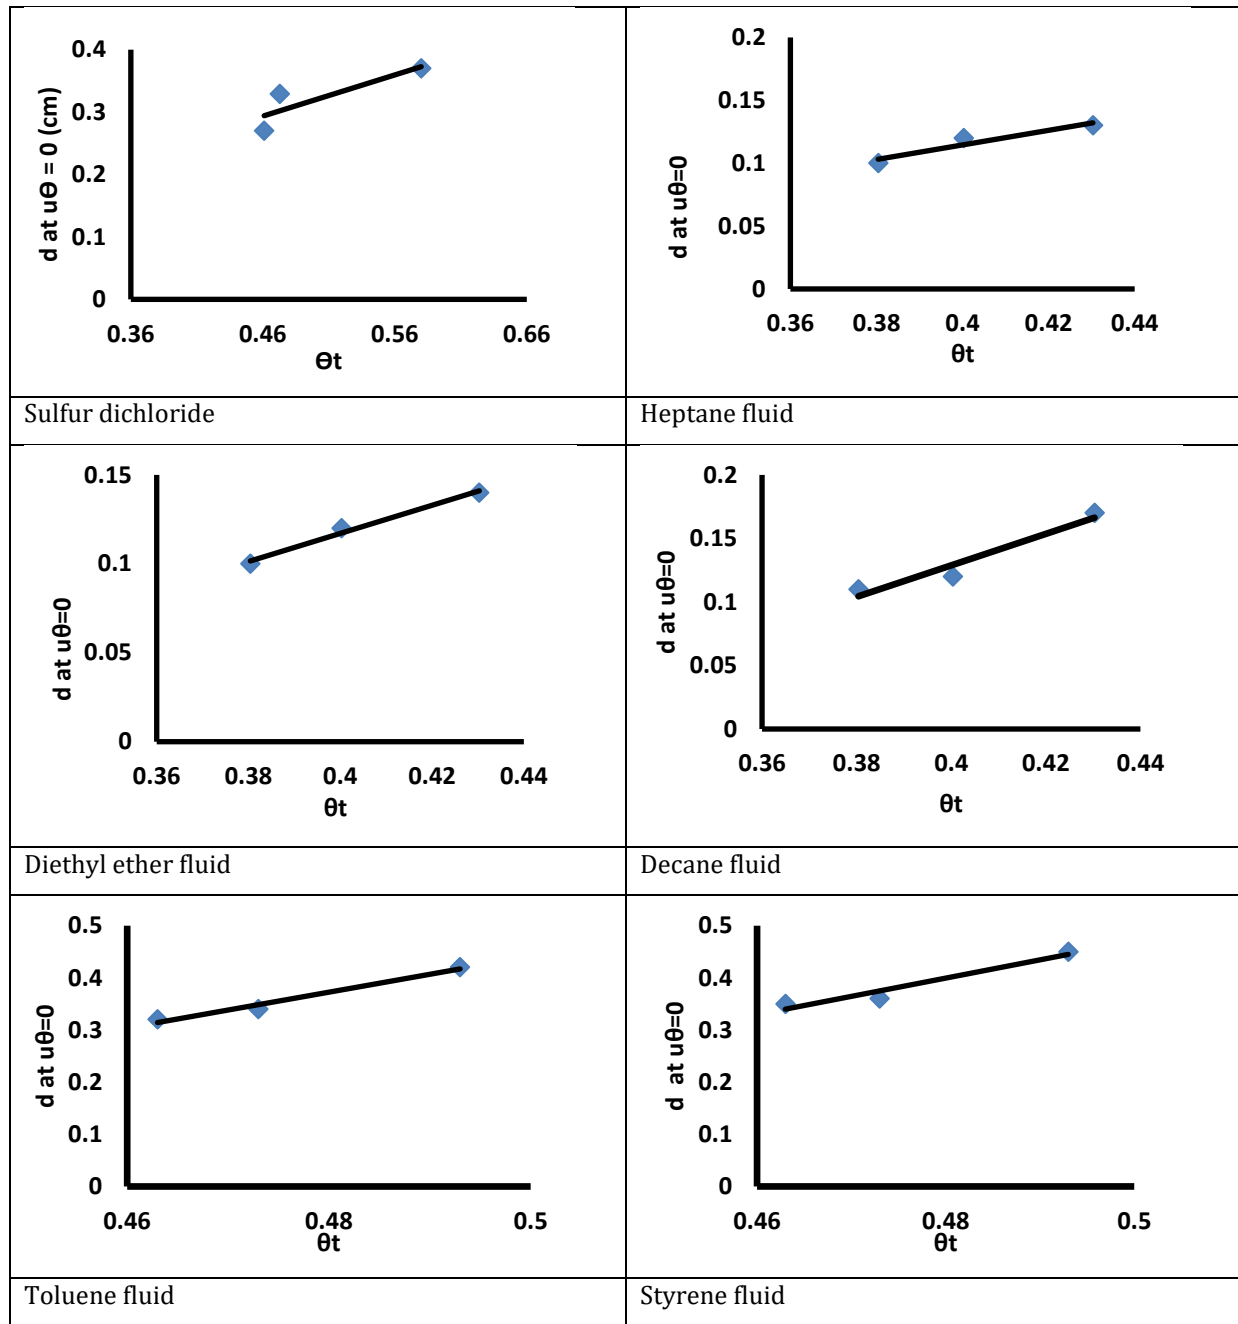 d at uƟ = 0 (cm)
0.4
0.3
0.2
0.1
0
0.36 0.46 0.56 0.66
Ɵt
d at uθ=0
0.2
0.15
0.1
0.05
0
0.36 0.38 0.4 0.42 0.44
θt
Sulfur dichloride
Heptane fluid
d at uθ=0
0.15
0.1
0.05
0
0.36 0.38 0.4 0.42 0.44
θt
d at uθ=0
0.2
0.15
0.1
0.05
0
0.36 0.38 0.4 0.42 0.44
θt
Diethyl ether fluid
Decane fluid
d at uθ=0
0.5
0.4
0.3
0.2
0.1
0
0.46 0.48 0.5
θt
d at uθ=0
0.5
0.4
0.3
0.2
0.1
0
0.46 0.48 0.5
θt
Toluene fluid
Styrene fluid